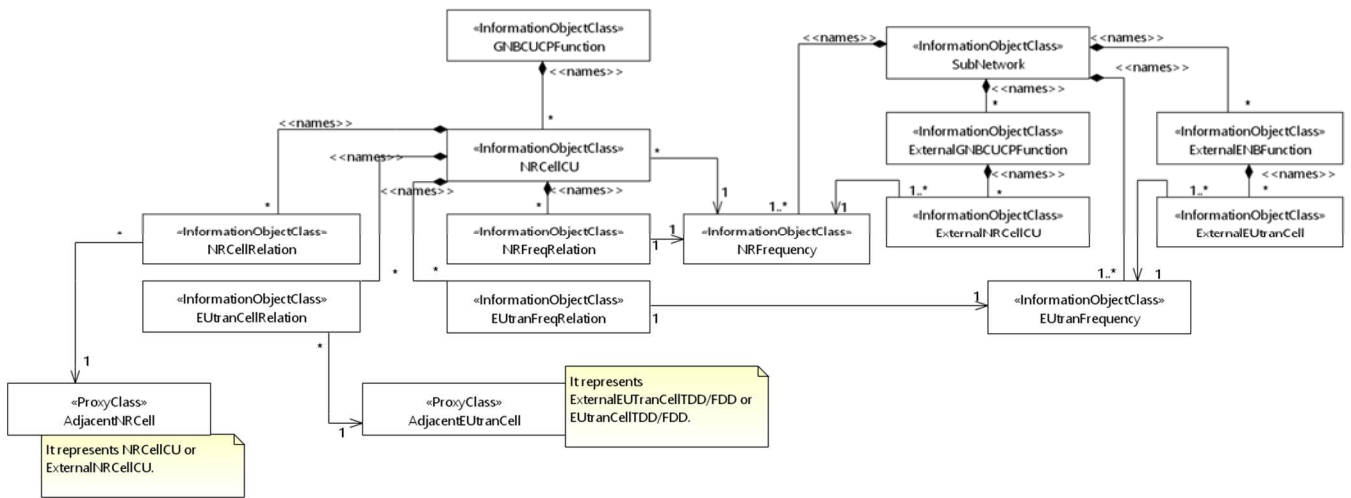 «InformationObjectClass»
GNBCUCPFunction
<<names>>
*
<<names>>
«InformationObjectClass»
SubNetwork
<<names>>
<<names>>
<<names>>
*
*
«InformationObjectClass»
ExternalGNBCUCPFunction
«InformationObjectClass»
ExternalENBFunction
<<names>>
<<names>>
<<names>>
«InformationObjectClass»
NRCellCU
*
1
<<names>>
*
<<names>>
*
<<names>>
*
1..*
*
1..*
1
1..*
*
«InformationObjectClass»
NRCellRelation
«InformationObjectClass»
NRFreqRelation
1
1
«InformationObjectClass»
NRFrequency
«InformationObjectClass»
ExternalNRCellCU
«InformationObjectClass»
ExternalEUtranCell
*
*
*
1..*
1
«InformationObjectClass»
EUtranCellRelation
«InformationObjectClass»
EUtranFreqRelation
1
1
«InformationObjectClass»
EUtranFrequency
*
1
«ProxyClass»
AdjacentNRCell
It represents NRCellCU or
ExternalNRCellCU.
1
«ProxyClass»
AdjacentEUtranCell
It represents
ExternalEUTranCellTDD/FDD or
EUtranCellTDD/FDD.